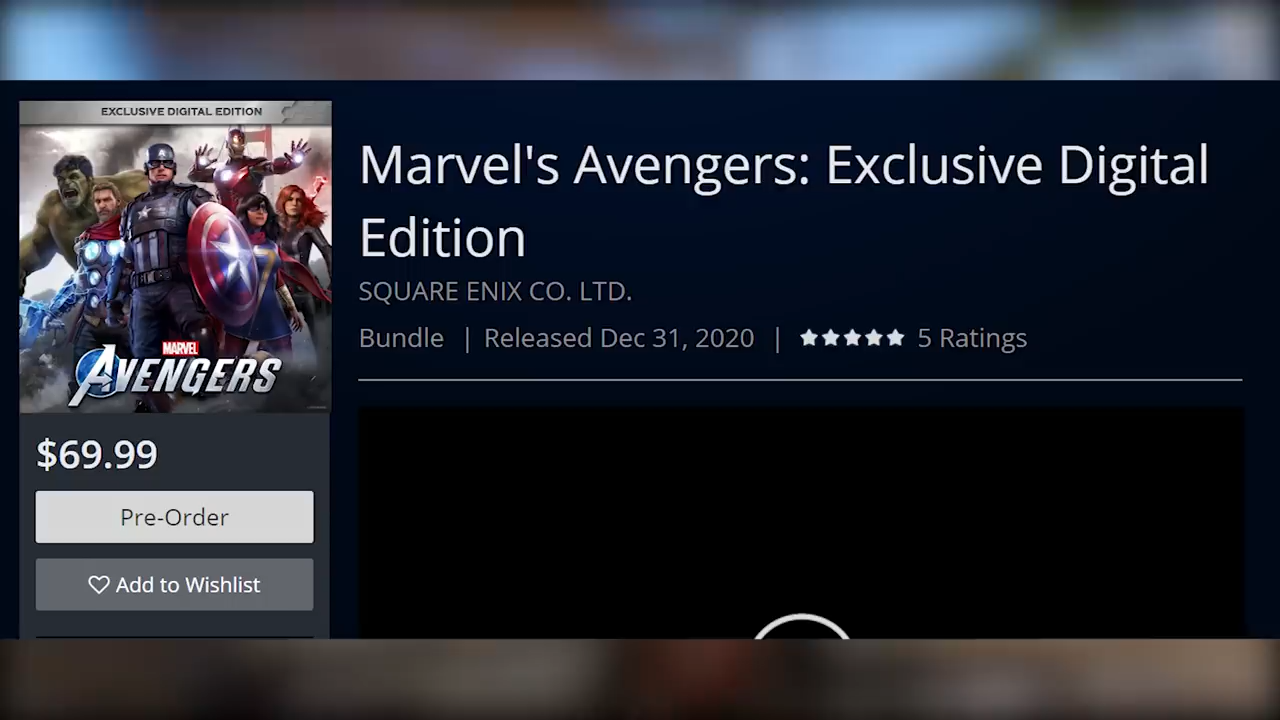 EXCLUSIVE DIGITAL EDITION
MARVEL
AVENGERS
$69.99
Pre-Order
Add to Wishlist
Marvel's Avengers: Exclusive Digital
Edition
SQUARE ENIX CO. LTD.
Bundle | Released Dec 31, 2020 | ★★★★★ 5 Ratings